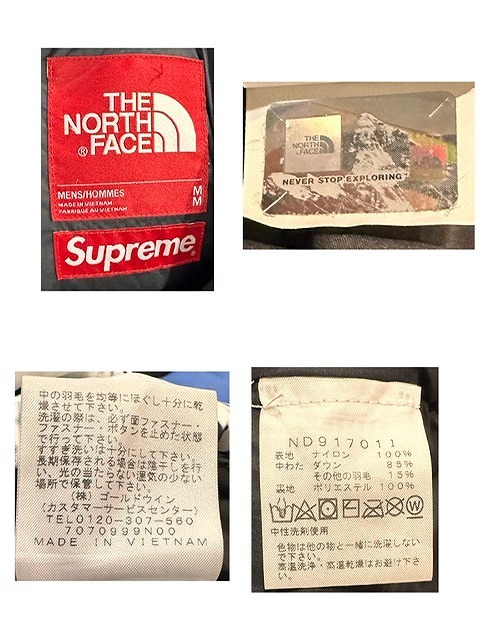 THE
NORTH
FACE
®
MENS/HOMMES M
MADE IN VIETNAM M
FABRIQUE AU VIETNAM
Supreme®
THE
NORTH
FACE
NEVER STOP EXPLORING
中の羽毛を均等にほぐし十分に乾
燥させて下さい。
洗濯の際は、必ず面ファスナー・
ファスナー・ボタンを止めた状態
で行って下さい。
すすぎ洗いは十分にして下さい。
長期保存される場合は陰干しを行
い、光の当たらない湿気の少ない
場所で保管して下さい。
(株)ゴールドウイン
(カスタマーサービスセンター)
TEL0120-307-560
7070999N00
MADE IN VIETNAM
ND91701I
表地 ナイロン 100%
中わた ダウン 85%
その他の羽毛 15%
裏地 ポリエステル 100%
中性洗剤使用
色物は他の物と一緒に洗濯しない
で下さい。
高温洗浄・高温乾燥はお避け下さ
い。